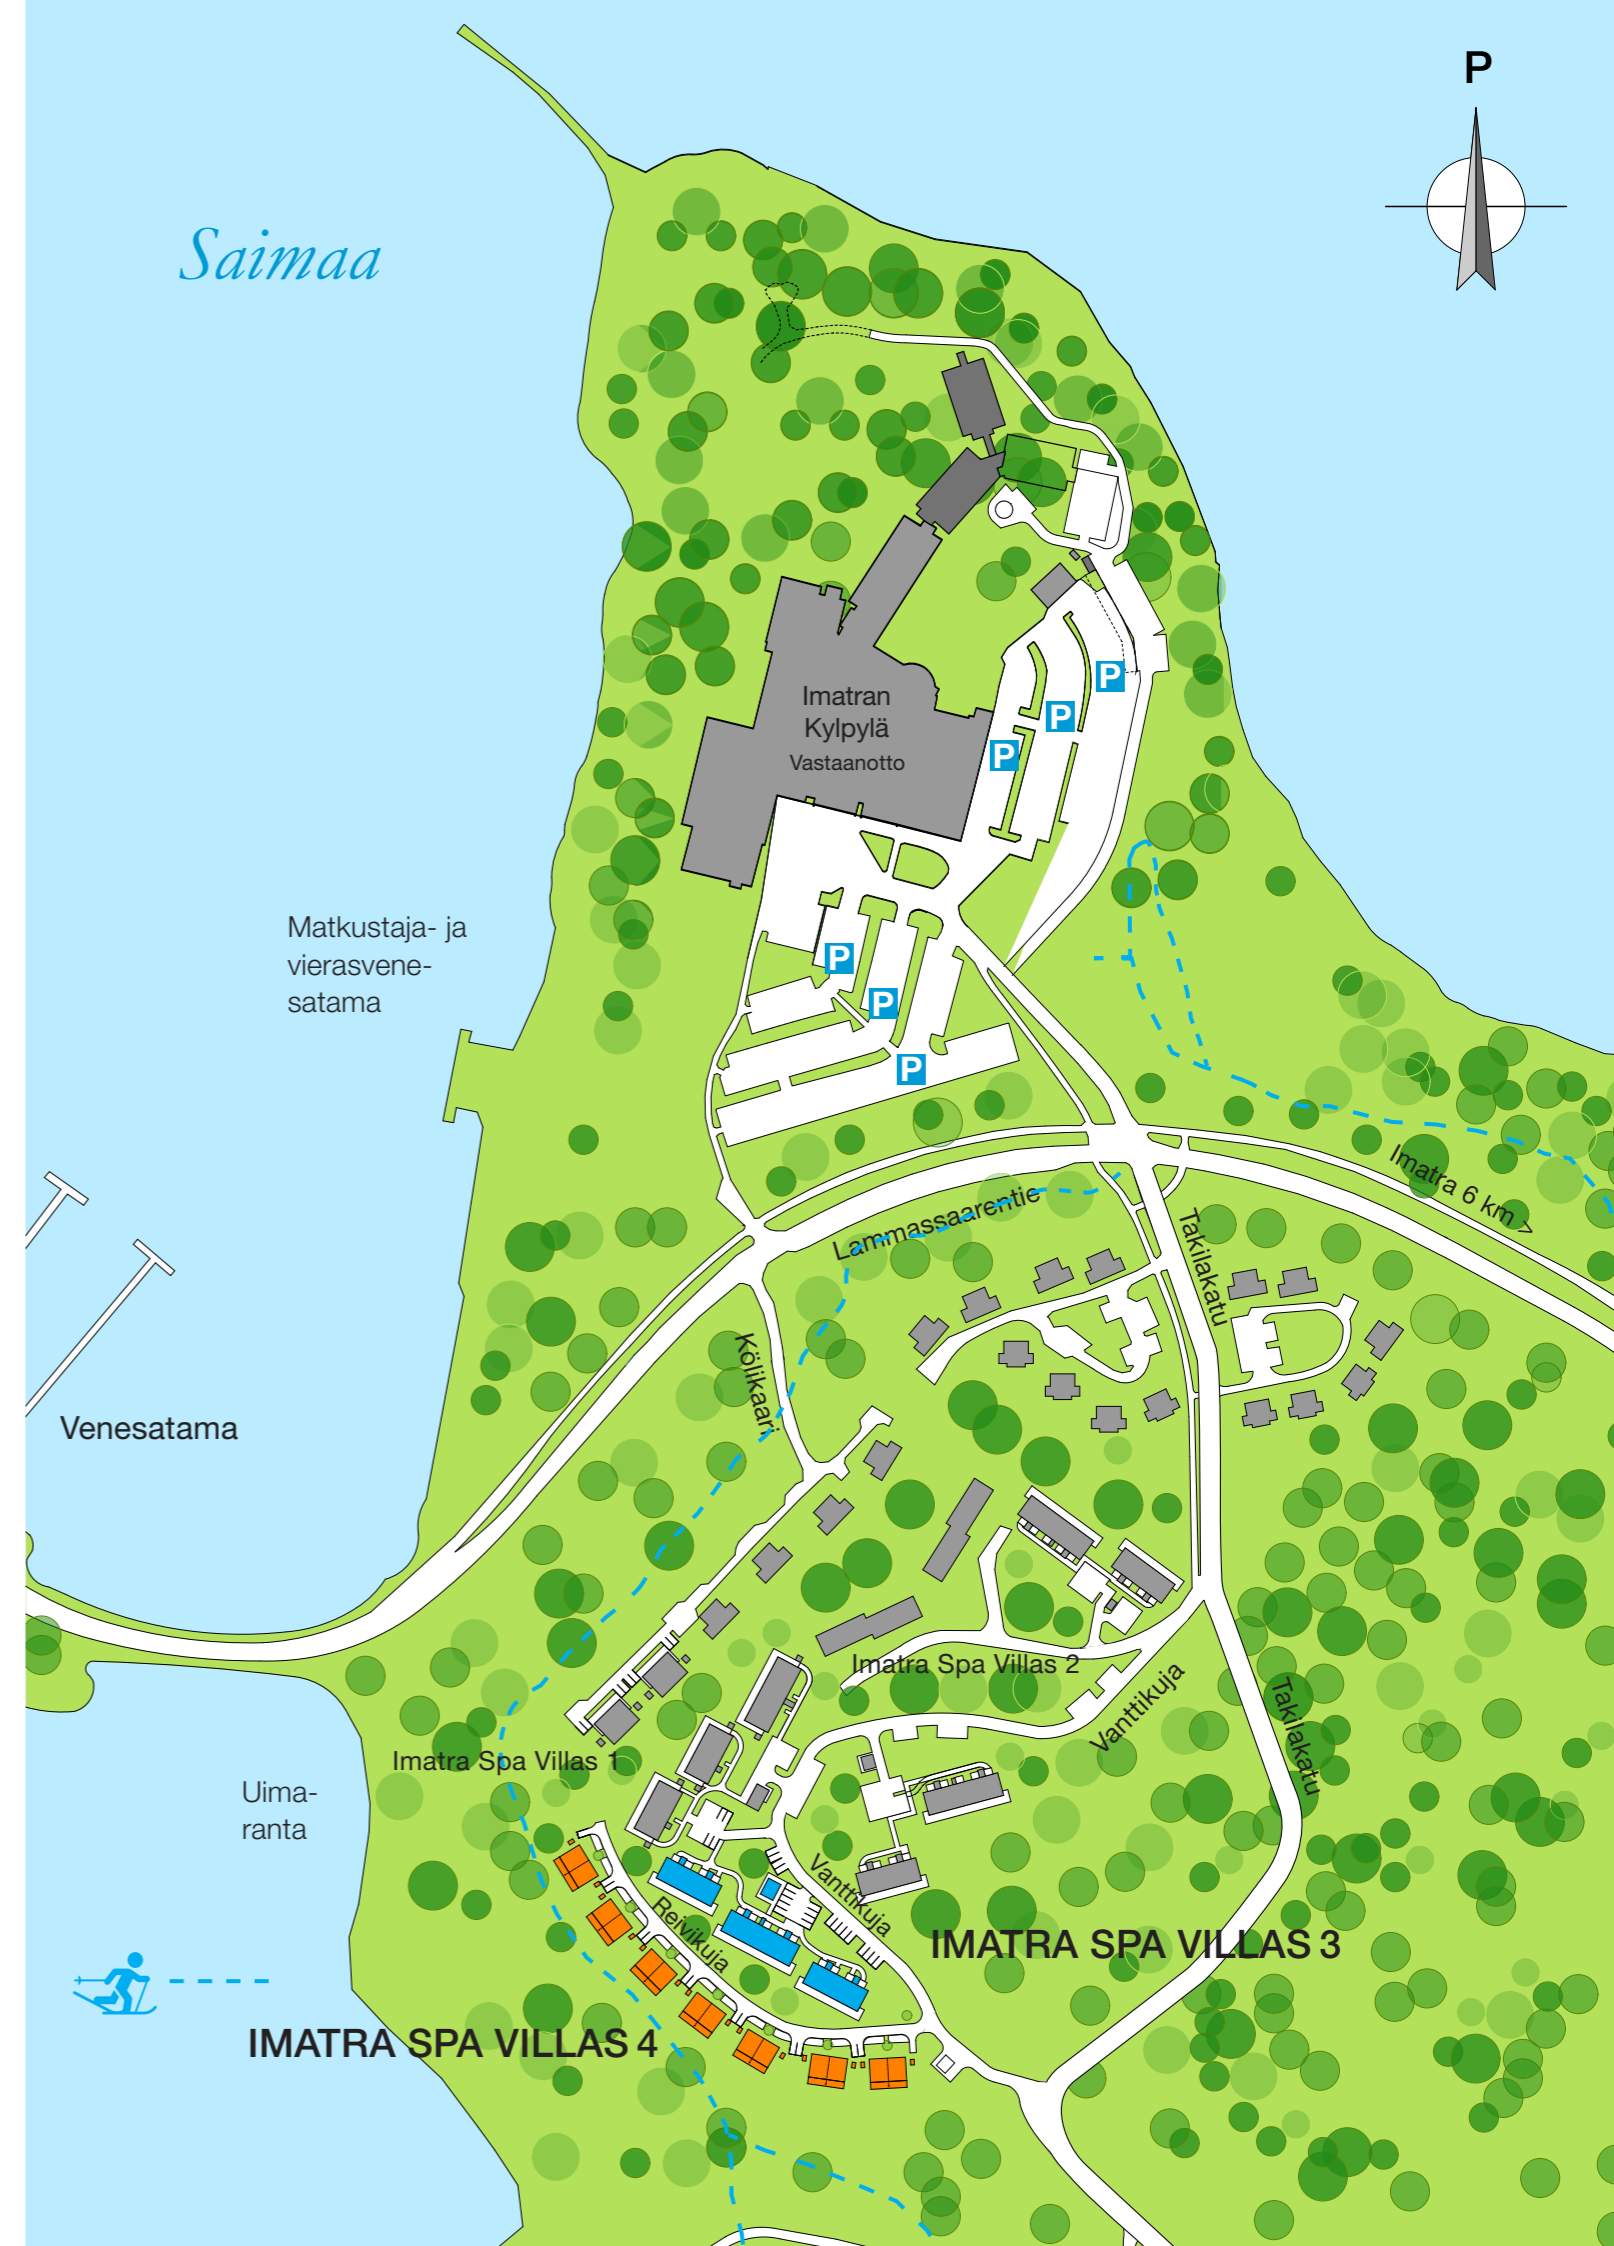 P
Saimaa
Imatran
Kylpylä
Vastaanotto
P
P
P
P
P
P
Matkustaja- ja
vierasvene-
satama
Imatra 6 km >
Lammassaarentie
Takilakatu
Kölikaari
Venesatama
Imatra Spa Villas 2
Vanttikuja
Takilakatu
Imatra Spa Villas 1
Uima-
ranta
Vanttikuja
Reivikuja
IMATRA SPA VILLAS 3
IMATRA SPA VILLAS 4